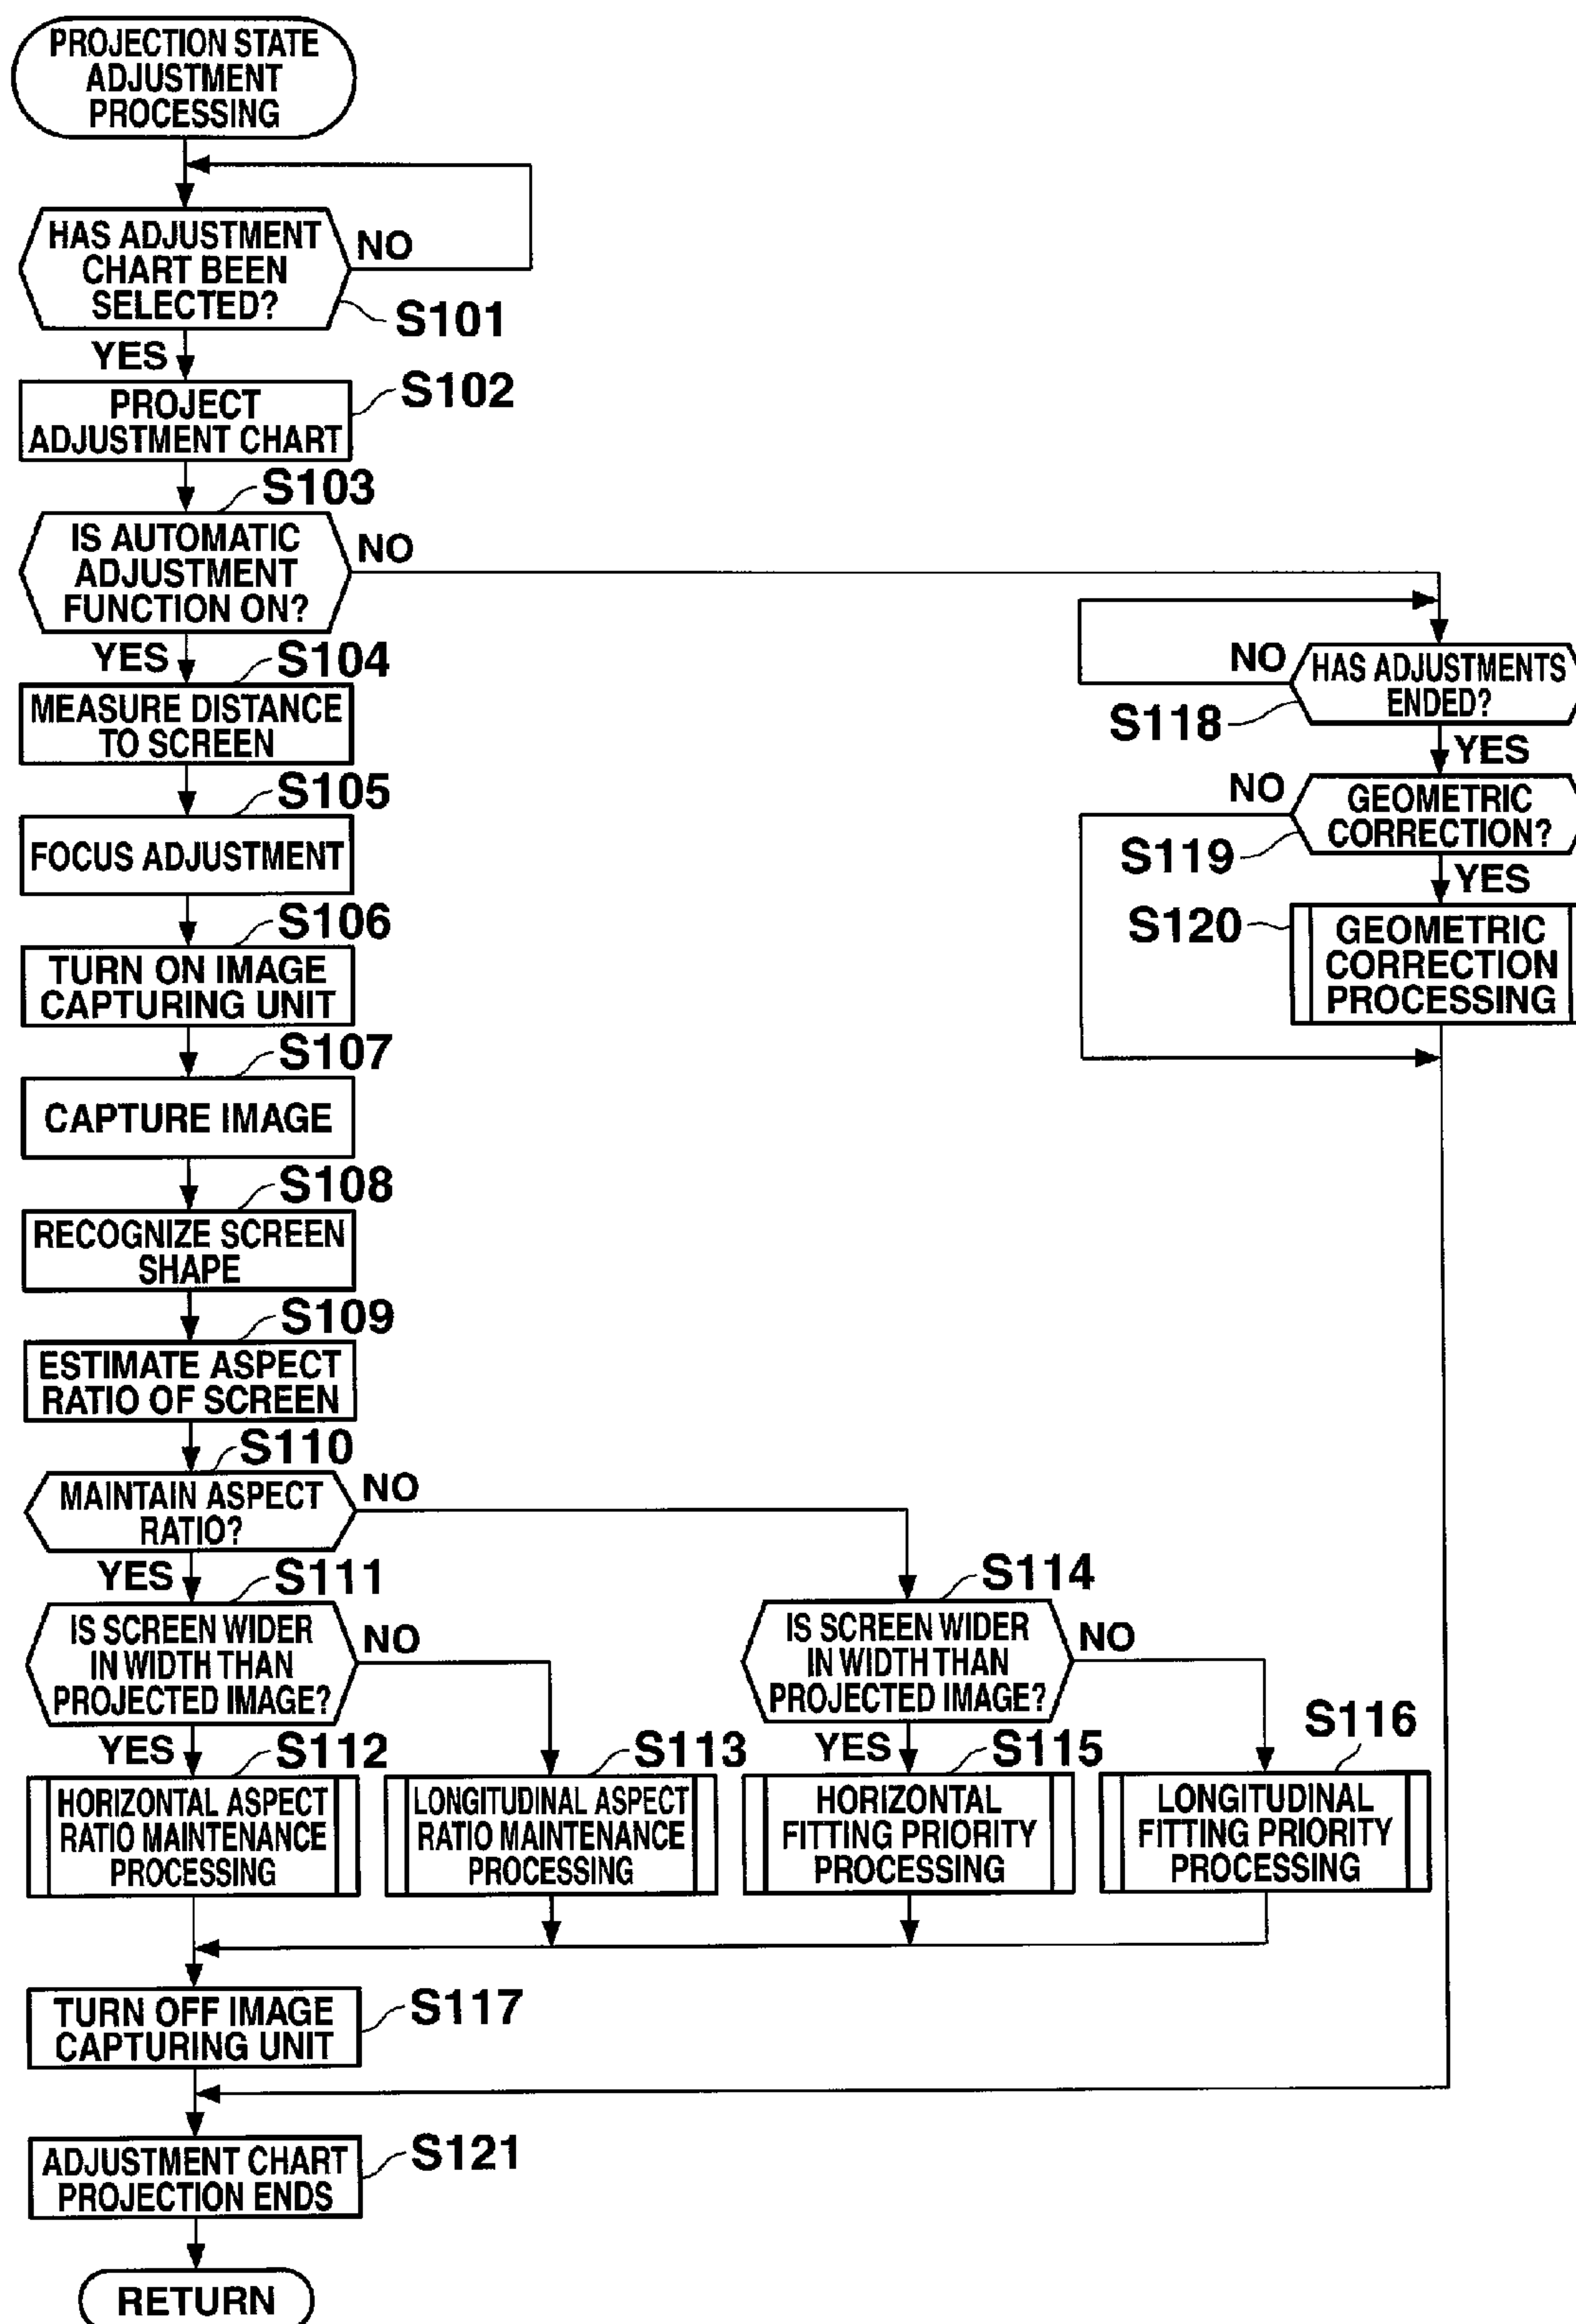 PROJECTION STATE
ADJUSTMENT
PROCESSING
HAS ADJUSTMENT
CHART BEEN
SELECTED?
NO
S101
YES
PROJECT
ADJUSTMENT CHART
S102
S103
IS AUTOMATIC
ADJUSTMENT
FUNCTION ON?
NO
YES
S104
MEASURE DISTANCE
TO SCREEN
S105
FOCUS ADJUSTMENT
S106
TURN ON IMAGE
CAPTURING UNIT
S107
CAPTURE IMAGE
S108
RECOGNIZE SCREEN
SHAPE
S109
ESTIMATE ASPECT
RATIO OF SCREEN
S110
MAINTAIN ASPECT
RATIO?
NO
YES
S111
IS SCREEN WIDER
IN WIDTH THAN
PROJECTED IMAGE?
NO
YES
S112
HORIZONTAL ASPECT
RATIO MAINTENANCE
PROCESSING
S113
LONGITUDINAL ASPECT
RATIO MAINTENANCE
PROCESSING
S114
IS SCREEN WIDER
IN WIDTH THAN
PROJECTED IMAGE?
NO
YES
S115
HORIZONTAL
FITTING PRIORITY
PROCESSING
S116
LONGITUDINAL
FITTING PRIORITY
PROCESSING
S117
TURN OFF IMAGE
CAPTURING UNIT
NO
HAS ADJUSTMENTS
ENDED?
S118
YES
NO
GEOMETRIC
CORRECTION?
S119
YES
S120
GEOMETRIC
CORRECTION
PROCESSING
ADJUSTMENT CHART
PROJECTION ENDS
S121
RETURN